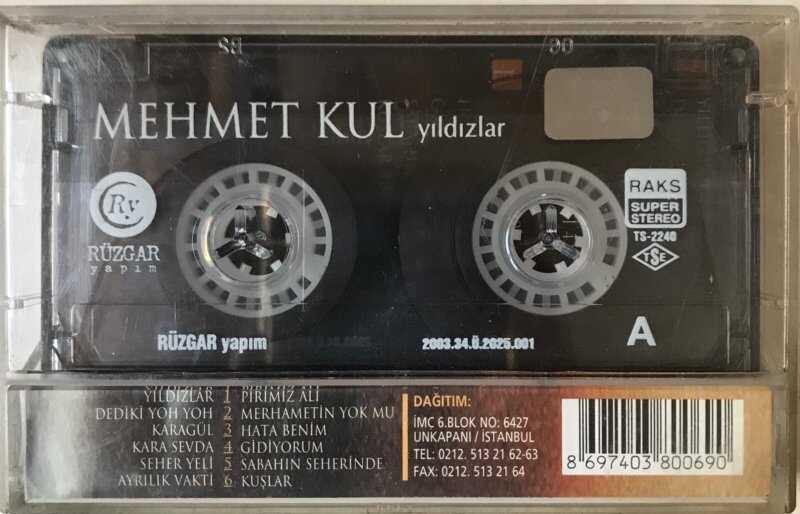 MEHMET KUL yıldızlar
Ry
RÜZGAR
yapım
RAKS
SUPER
STEREO
TS-2240
TSE
RÜZGAR yapım
2003.34.Ü.2025.001
A
YILDIZLAR 1 PİRİMİZ ALİ
DEDİKİ YOH YOH 2 MERHAMETİN YOK MU
KARAGÜL 3 HATA BENİM
KARA SEVDA 4 GİDİYORUM
SEHER YELİ 5 SABAHIN SEHERİNDE
AYRILIK VAKTİ 6 KUŞLAR
DAĞITIM:
İMC 6.BLOK NO: 6427
UNKAPANI / İSTANBUL
TEL: 0212. 513 21 62-63
FAX: 0212. 513 21 64
8 697403 800690